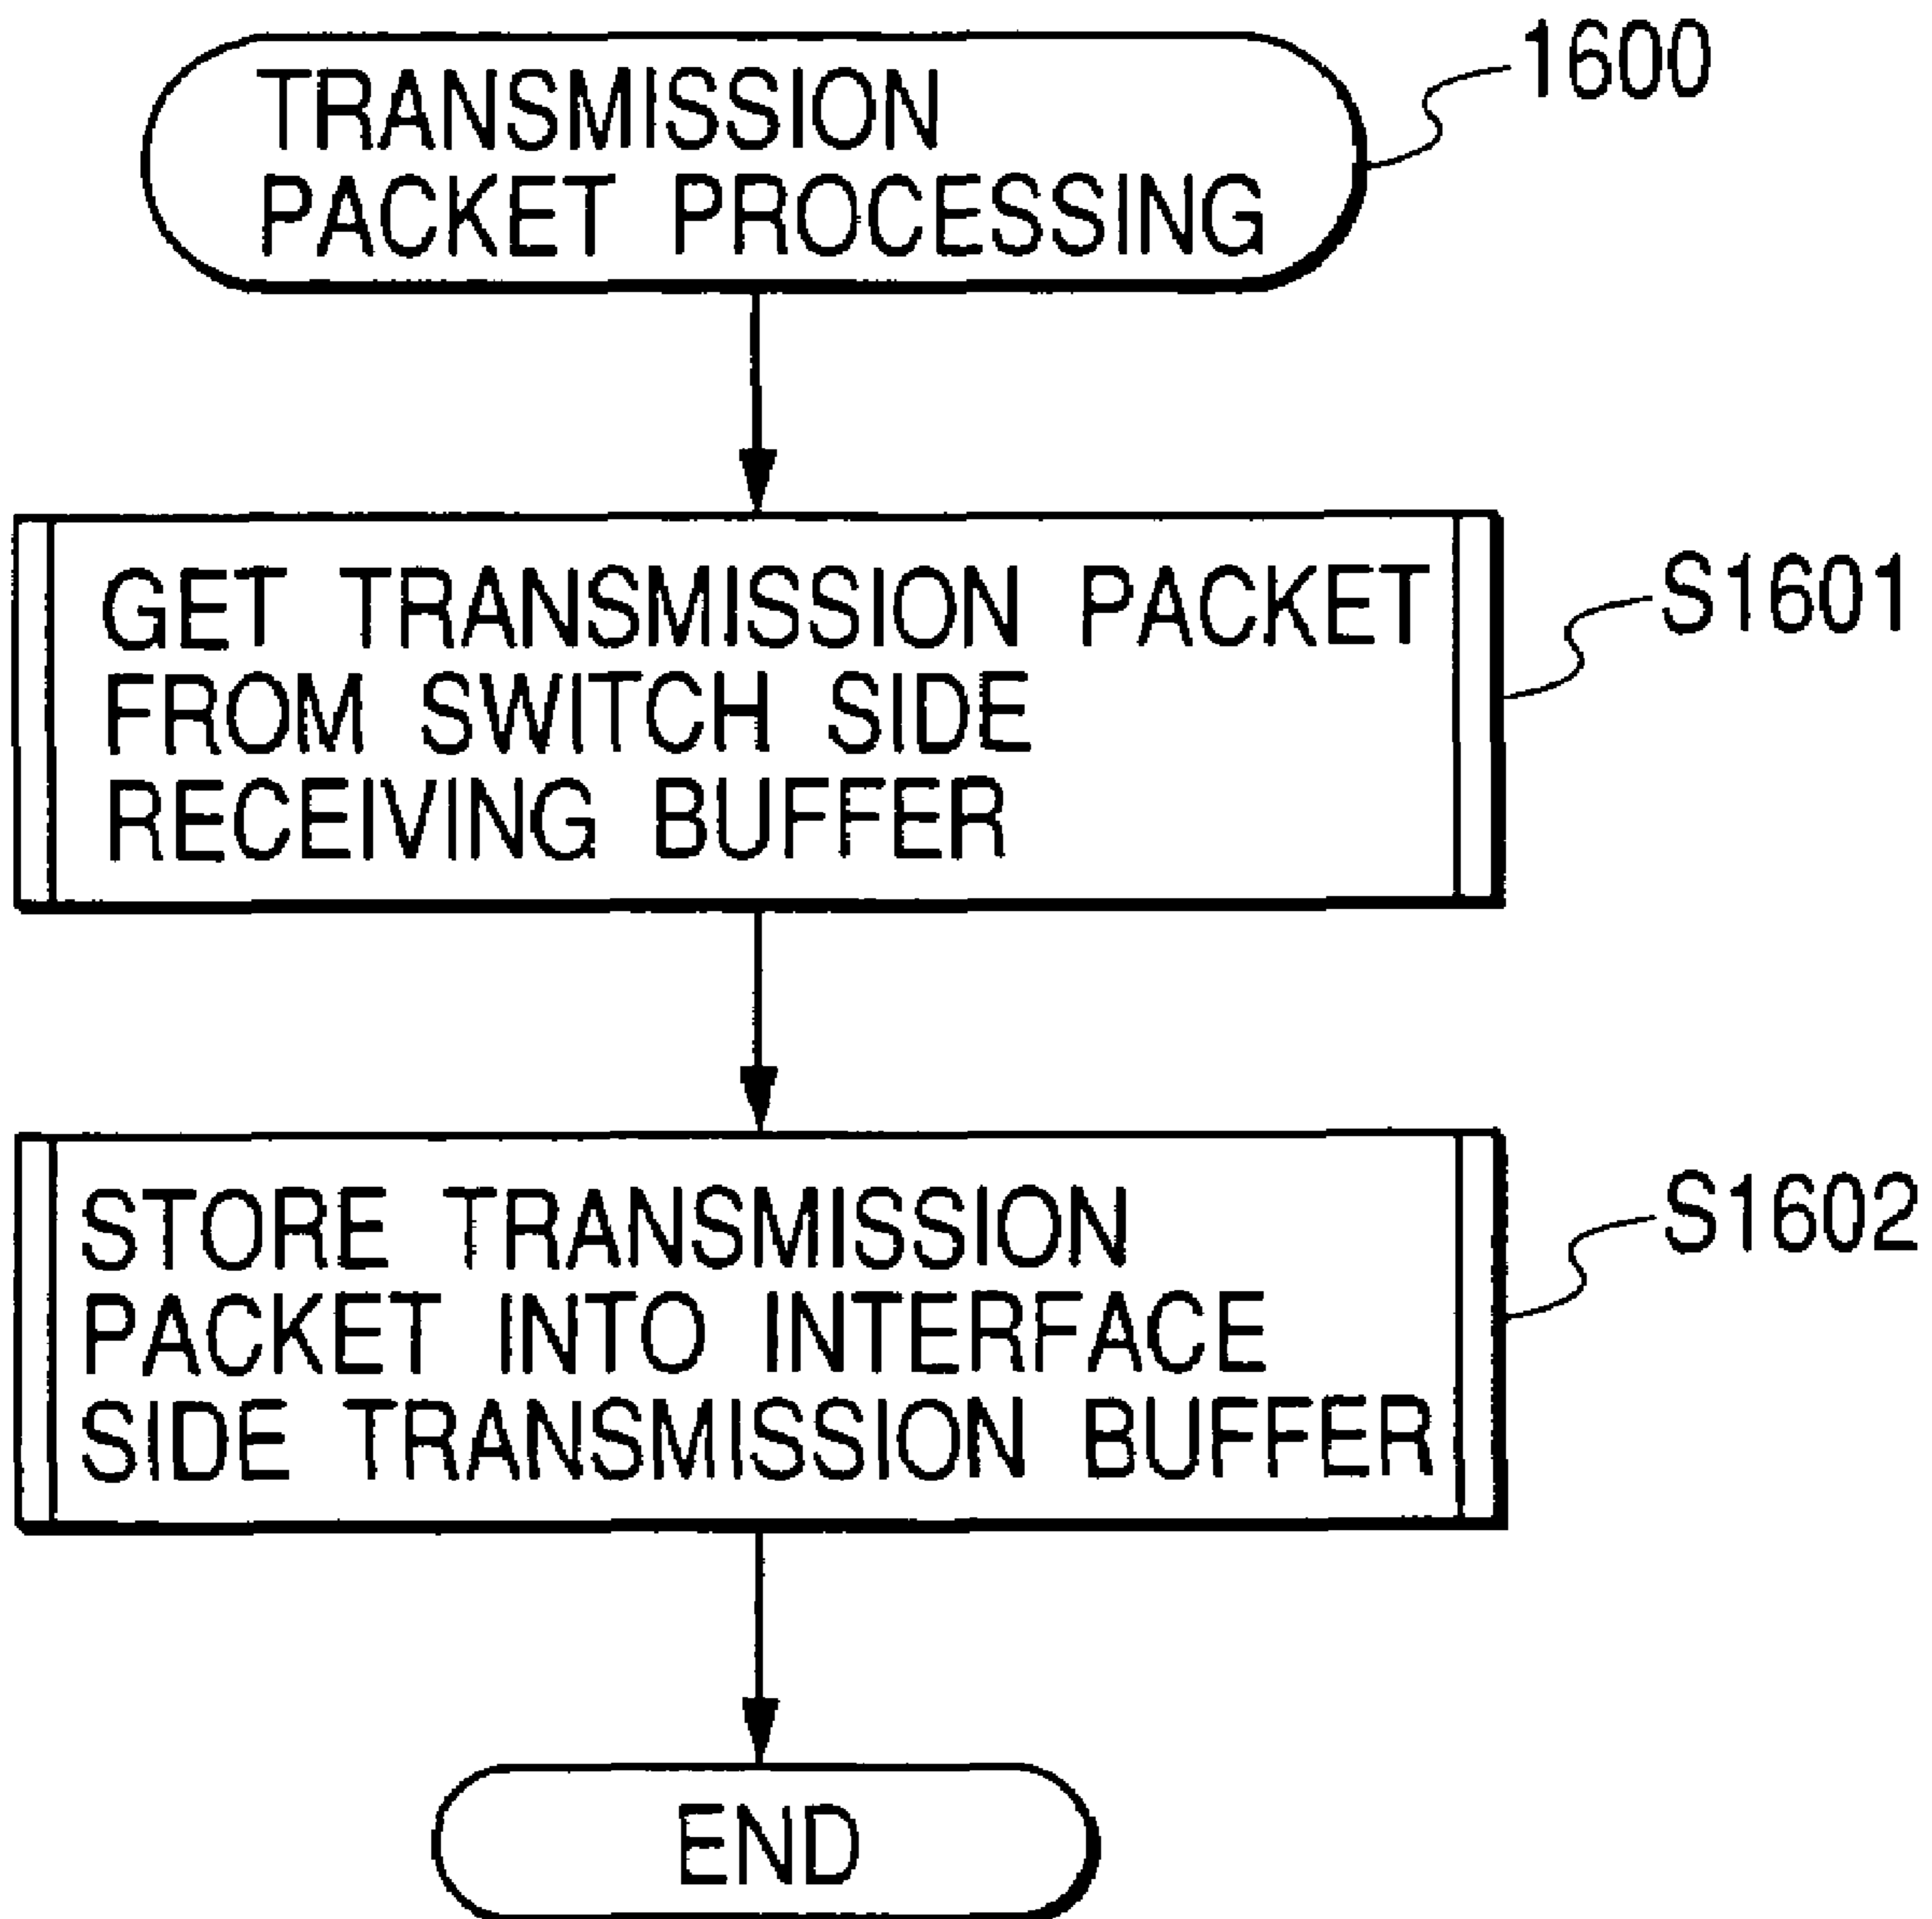 TRANSMISSION
PACKET PROCESSING
1600
GET TRANSMISSION PACKET
FROM SWITCH SIDE
RECEIVING BUFFER
S1601
STORE TRANSMISSION
PACKET INTO INTERFACE
SIDE TRANSMISSION BUFFER
S1602
END